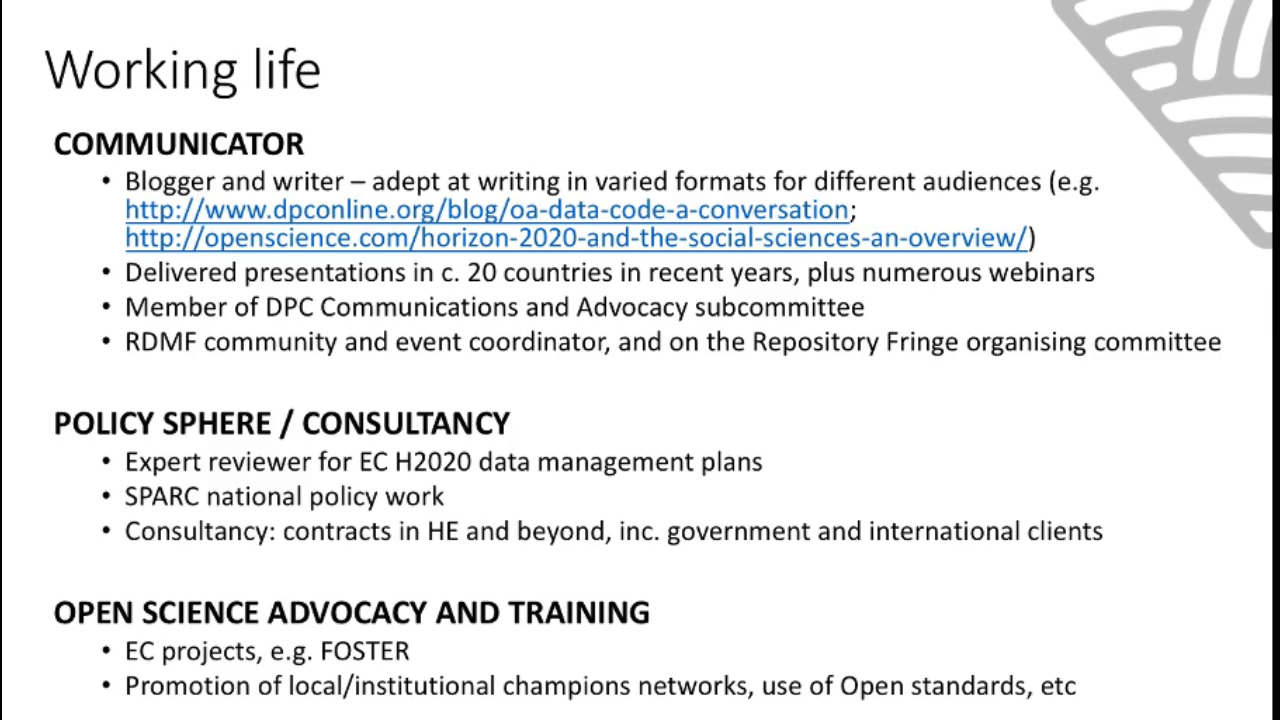 Working life
COMMUNICATOR
• Blogger and writer – adept at writing in varied formats for different audiences (e.g.
http://www.dpconline.org/blog/oa-data-code-a-conversation;
http://openscience.com/horizon-2020-and-the-social-sciences-an-overview/)
• Delivered presentations in c. 20 countries in recent years, plus numerous webinars
• Member of DPC Communications and Advocacy subcommittee
• RDMF community and event coordinator, and on the Repository Fringe organising committee
POLICY SPHERE / CONSULTANCY
• Expert reviewer for EC H2020 data management plans
• SPARC national policy work
• Consultancy: contracts in HE and beyond, inc. government and international clients
OPEN SCIENCE ADVOCACY AND TRAINING
• EC projects, e.g. FOSTER
• Promotion of local/institutional champions networks, use of Open standards, etc